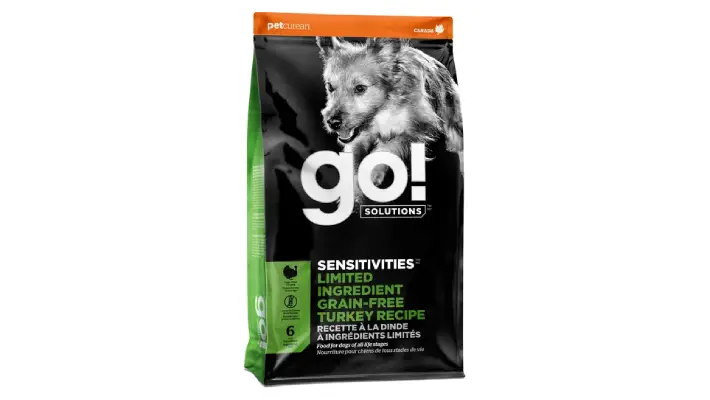 petcurean
CANADA
go!
SOLUTIONS
SENSITIVITIES
LIMITED
INGREDIENT
GRAIN-FREE
TURKEY RECIPE
RECETTE À LA DINDE
À INGRÉDIENTS LIMITÉS
Food for dogs of all life stages
Nourriture pour chiens de tous stades de vie
6